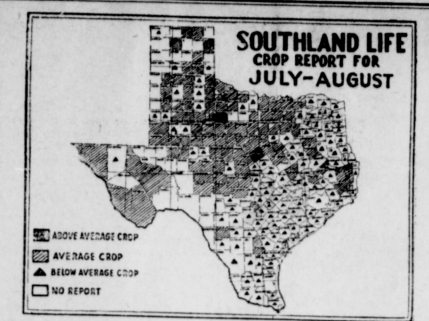 SOUTHLAND LIFE
CROP REPORT FOR
JULY-AUGUST
ABOVE AVERAGE CROP
AVERAGE CROP
BELOW AVERAGE CROP
NO REPORT